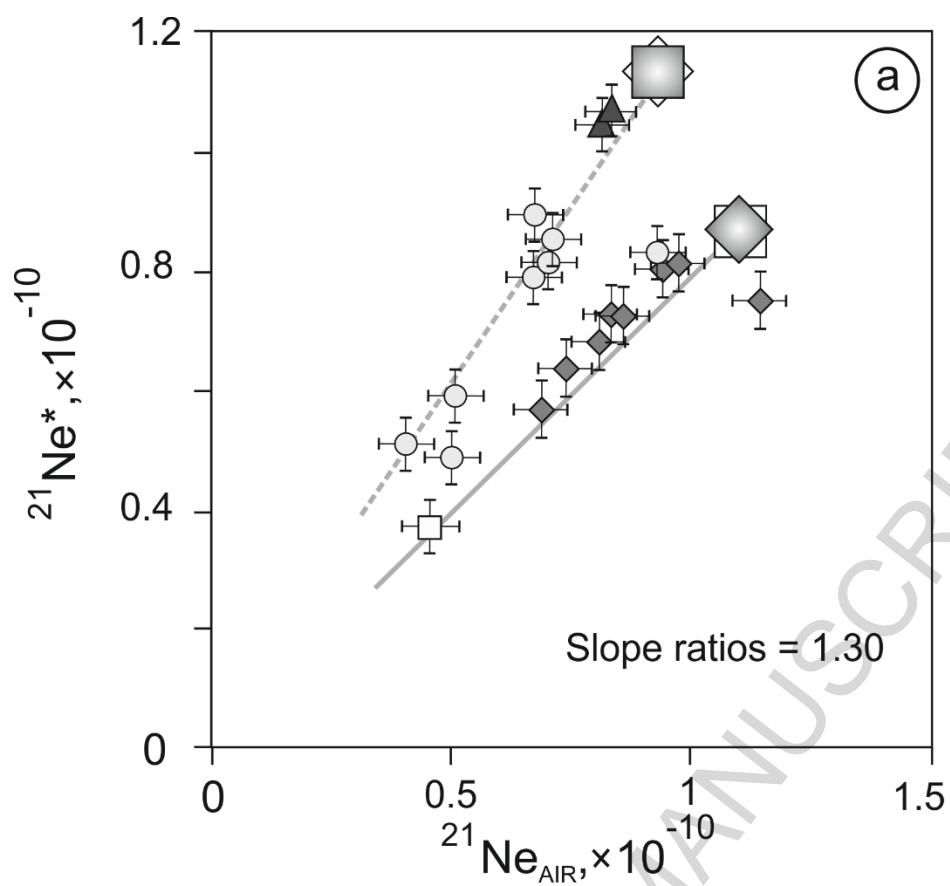 1.2
a
0.8
0.4
0
²¹Ne*, ×10⁻¹⁰
Slope ratios = 1.30
0
0.5
1
1.5
²¹Ne_AIR, ×10⁻¹⁰
MANUSCRI